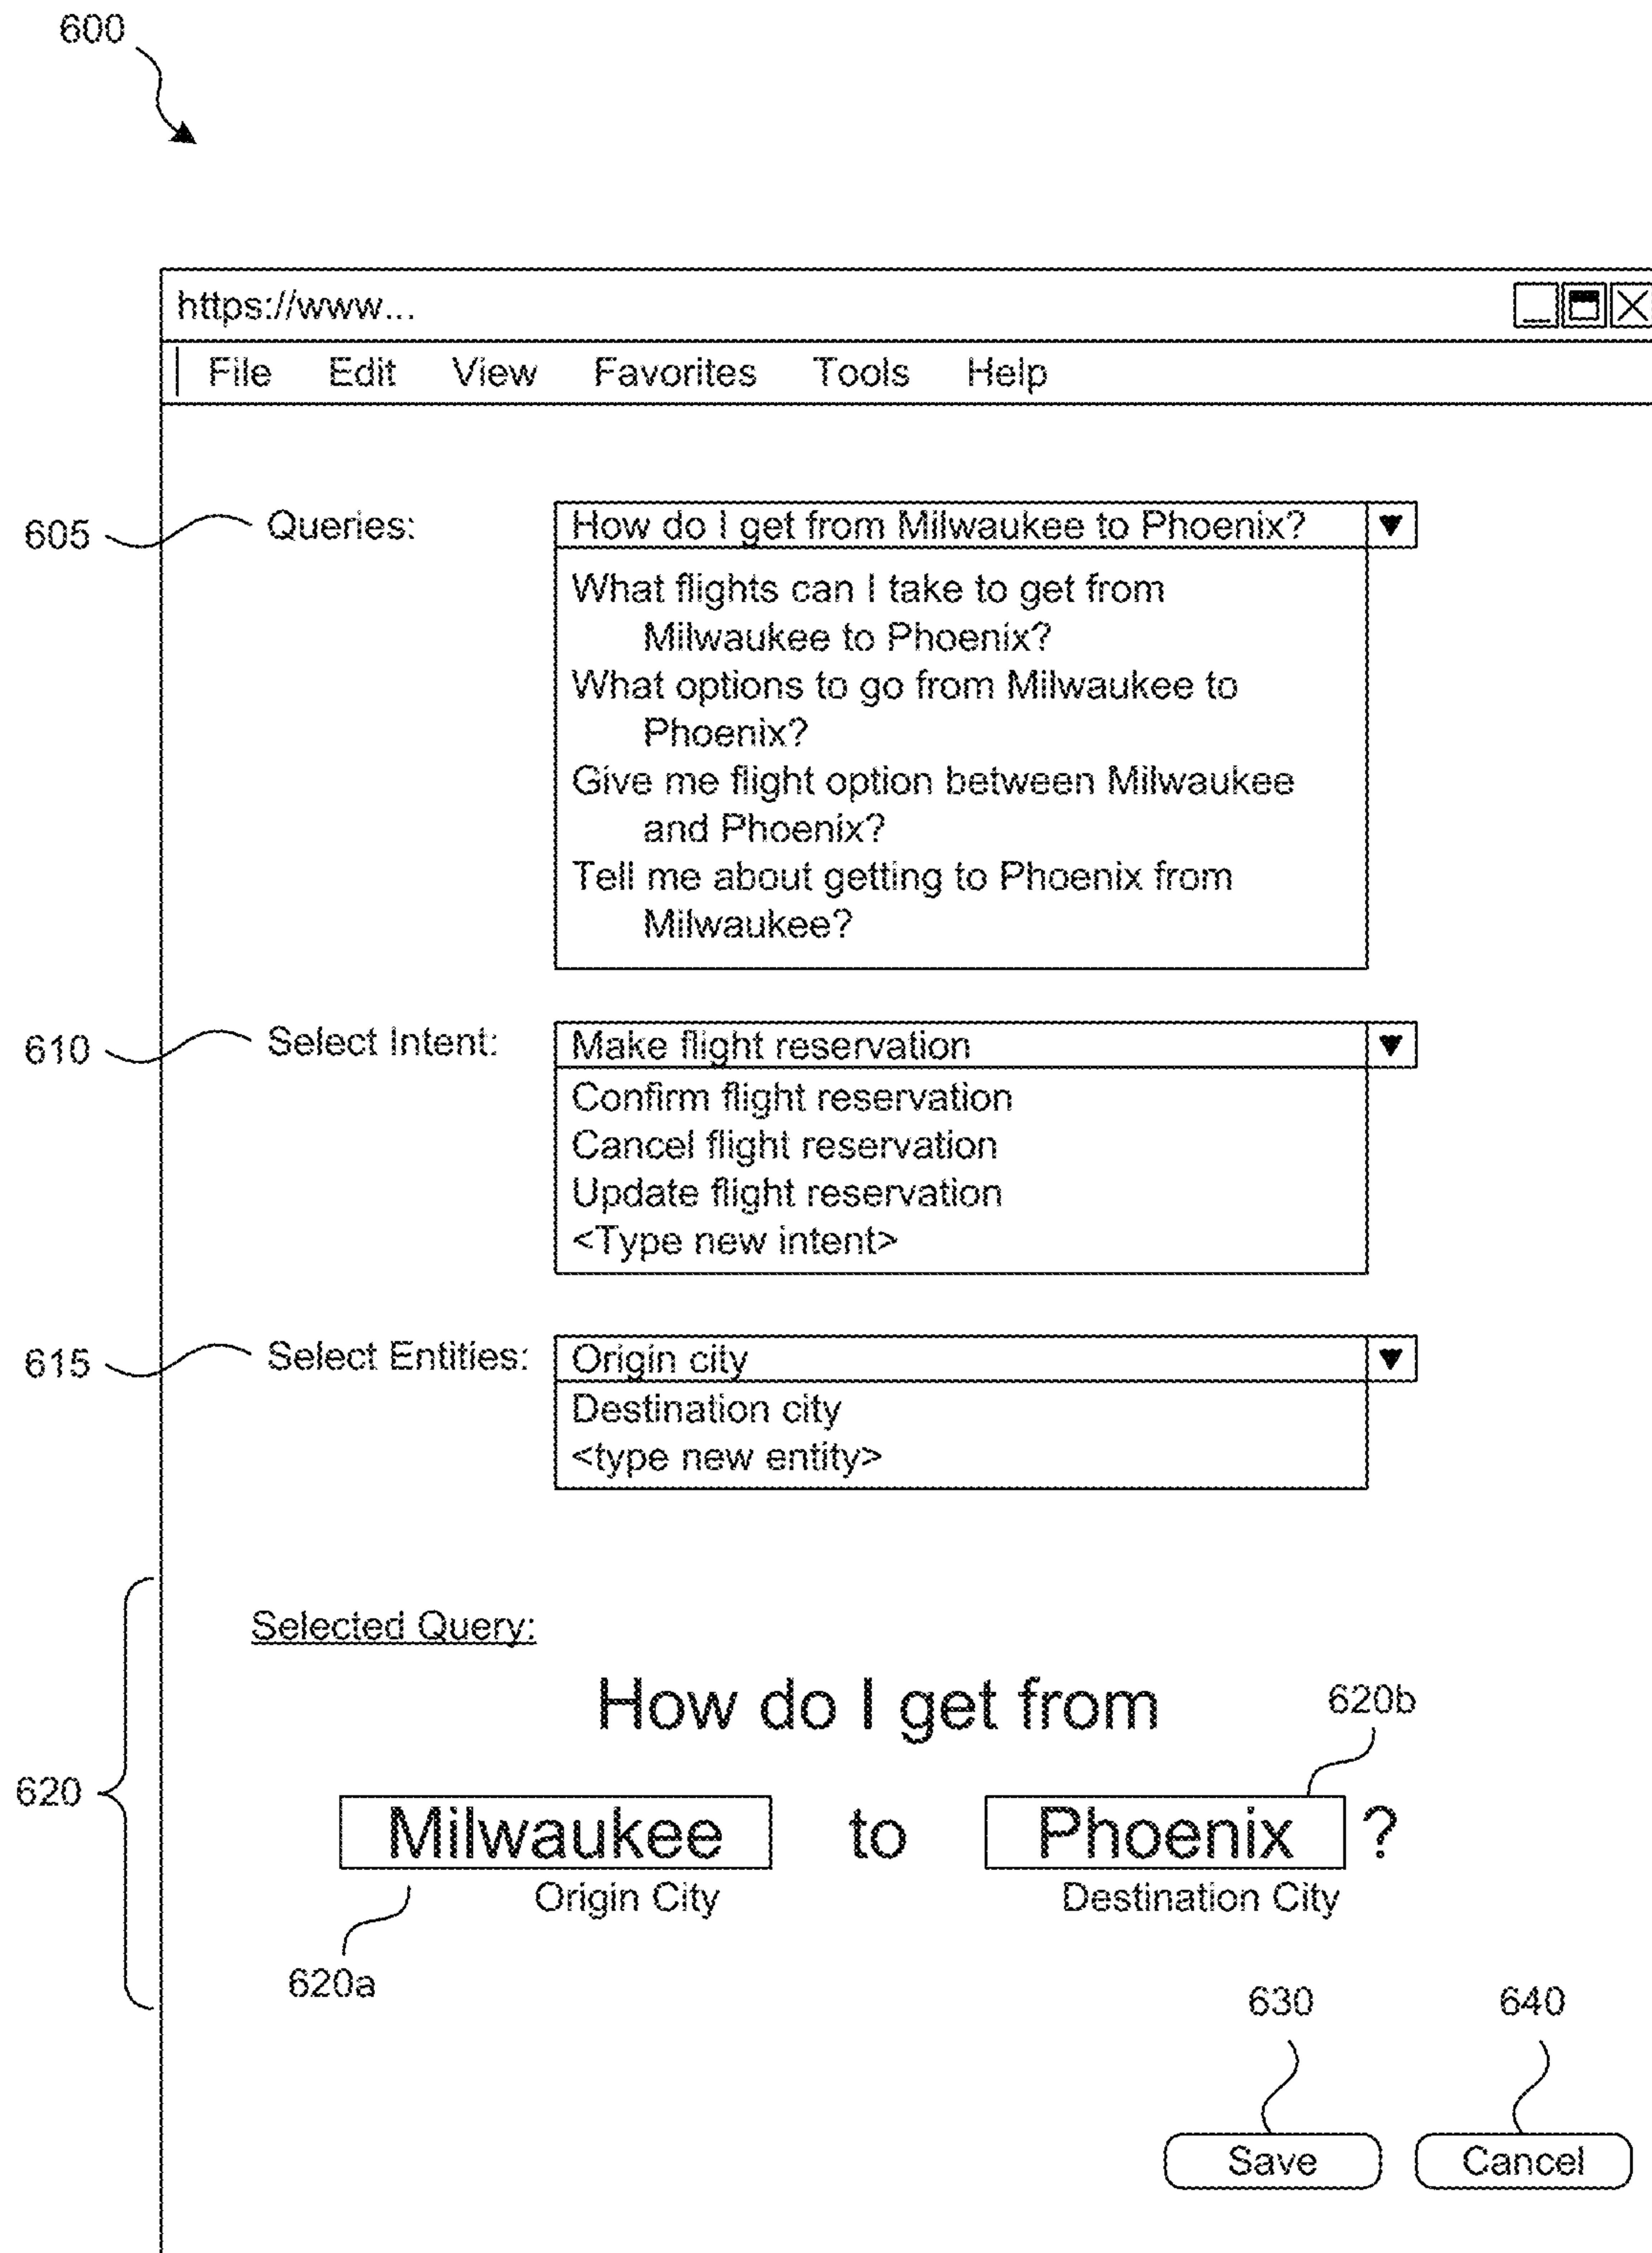 600
https://www...
File Edit View Favorites Tools Help
605
Queries:
How do I get from Milwaukee to Phoenix?
What flights can I take to get from
Milwaukee to Phoenix?
What options to go from Milwaukee to
Phoenix?
Give me flight option between Milwaukee
and Phoenix?
Tell me about getting to Phoenix from
Milwaukee?
610
Select Intent:
Make flight reservation
Confirm flight reservation
Cancel flight reservation
Update flight reservation
<Type new intent>
615
Select Entities:
Origin city
Destination city
<type new entity>
620
Selected Query:
How do I get from
620b
Milwaukee to Phoenix ?
Origin City Destination City
620a
630 640
Save Cancel